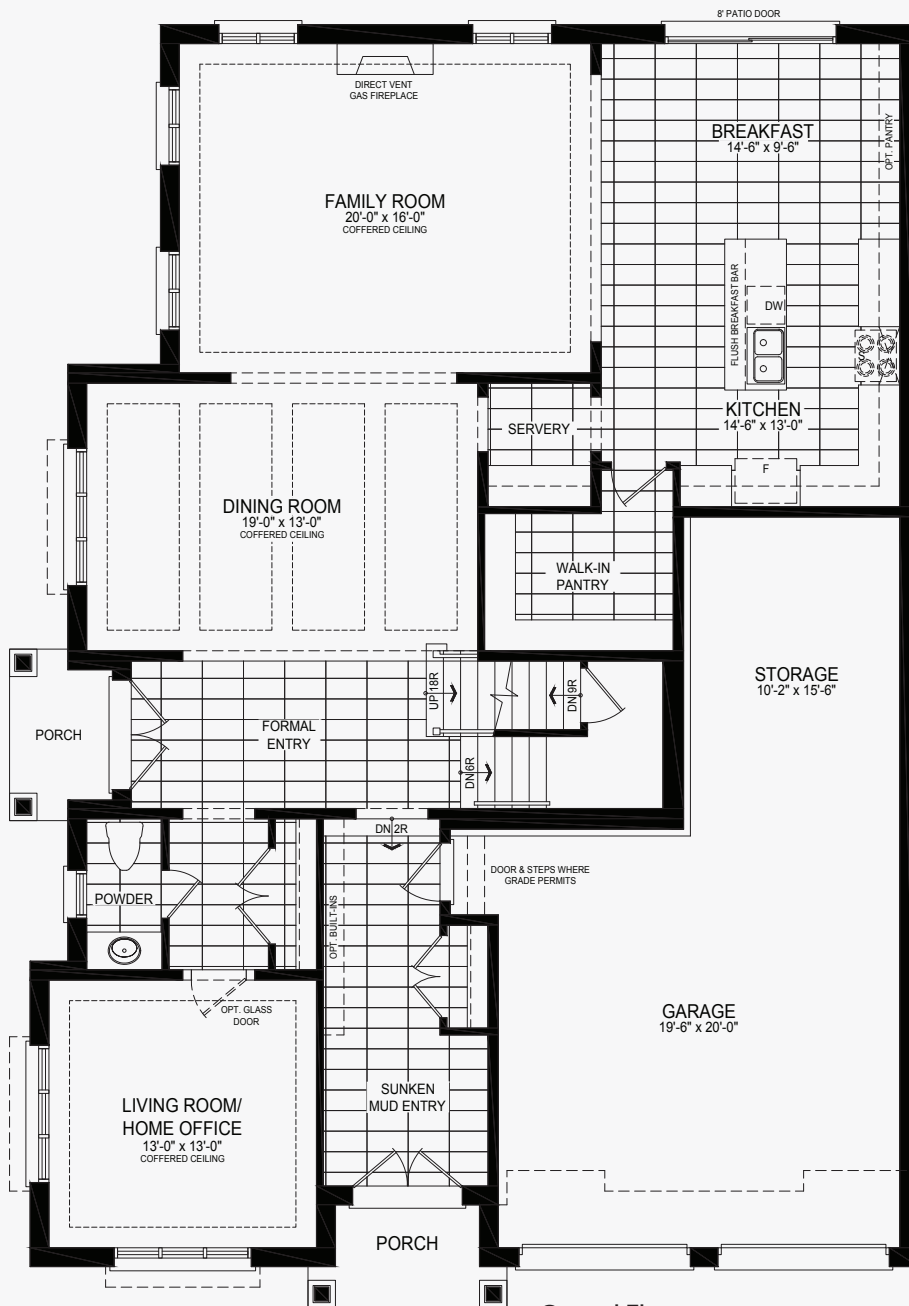 8' PATIO DOOR
DIRECT VENT
GAS FIREPLACE
BREAKFAST
14'-6" x 9'-6"
OPT. PANTRY
FAMILY ROOM
20'-0" x 16'-0"
COFFERED CEILING
FLUSH BREAKFAST BAR
DW
KITCHEN
14'-6" x 13'-0"
SERVERY
F
DINING ROOM
19'-0" x 13'-0"
COFFERED CEILING
WALK-IN
PANTRY
STORAGE
10'-2" x 15'-6"
UP 18R
DN 9R
PORCH
FORMAL
ENTRY
DN 6R
DN 2R
DOOR & STEPS WHERE
GRADE PERMITS
POWDER
OPT. BUILT-INS
OPT. GLASS
DOOR
GARAGE
19'-6" x 20'-0"
SUNKEN
MUD ENTRY
LIVING ROOM/
HOME OFFICE
13'-0" x 13'-0"
COFFERED CEILING
PORCH